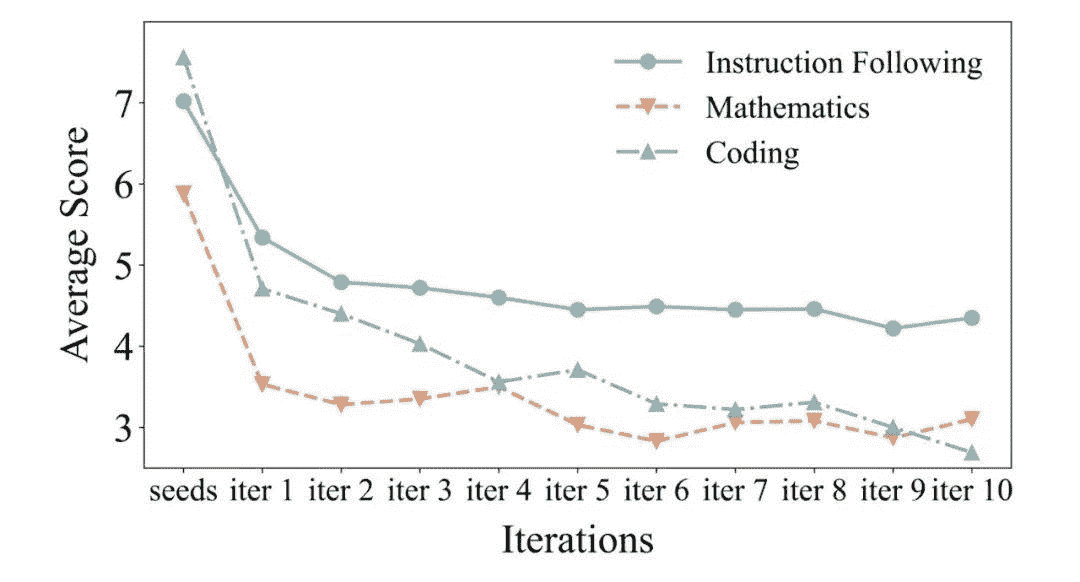 Instruction Following
Mathematics
Coding
Average Score
7
6
5
4
3
seeds iter 1 iter 2 iter 3 iter 4 iter 5 iter 6 iter 7 iter 8 iter 9 iter 10
Iterations